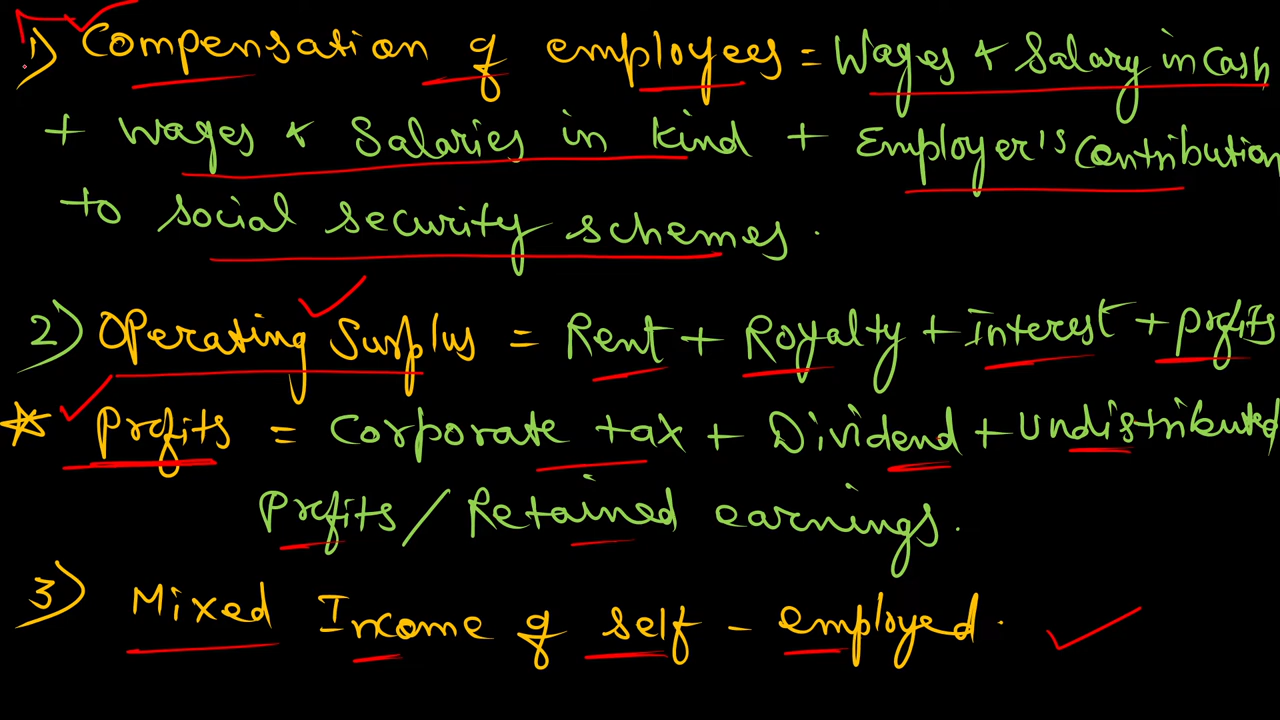 1) Compensation of employees = Wages & Salary in Cash
+ Wages & Salaries in kind + Employer's Contribution
to social security schemes.
2) Operating Surplus = Rent + Royalty + Interest + Profits
☆ Profits = Corporate tax + Dividend + Undistributed
Profits / Retained earnings.
3) Mixed Income of self - employed.